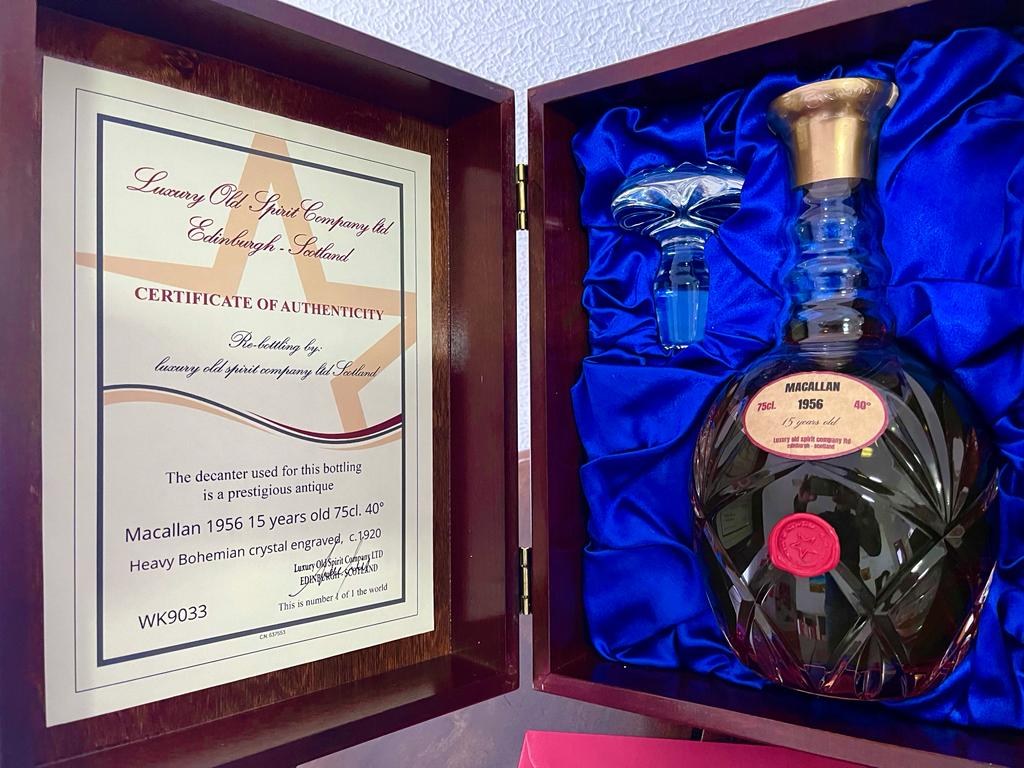 Luxury Old Spirit Company ltd
Edinburgh - Scotland
CERTIFICATE OF AUTHENTICITY
Re-bottling by:
luxury old spirit company ltd Scotland
The decanter used for this bottling
is a prestigious antique
Macallan 1956 15 years old 75cl. 40°
Heavy Bohemian crystal engraved, c.1920
Luxury Old Spirit Company LTD
EDINBURGH - SCOTLAND
This is number 1 of 1 the world
WK9033
CN 637553
MACALLAN
75cl. 1956 40°
15 years old
Luxury old spirit company ltd
edinburgh - scotland